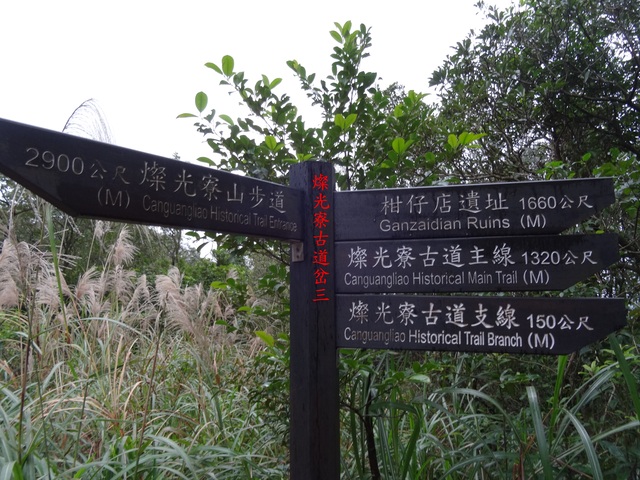 2900公尺 燦光寮山步道
(M) Canguangliao Historical Trail Entrance
燦光寮古道岔三
柑仔店遺址 1660公尺
Ganzaidian Ruins (M)
燦光寮古道主線 1320公尺
Canguangliao Historical Main Trail (M)
燦光寮古道支線 150公尺
Canguangliao Historical Trail Branch (M)